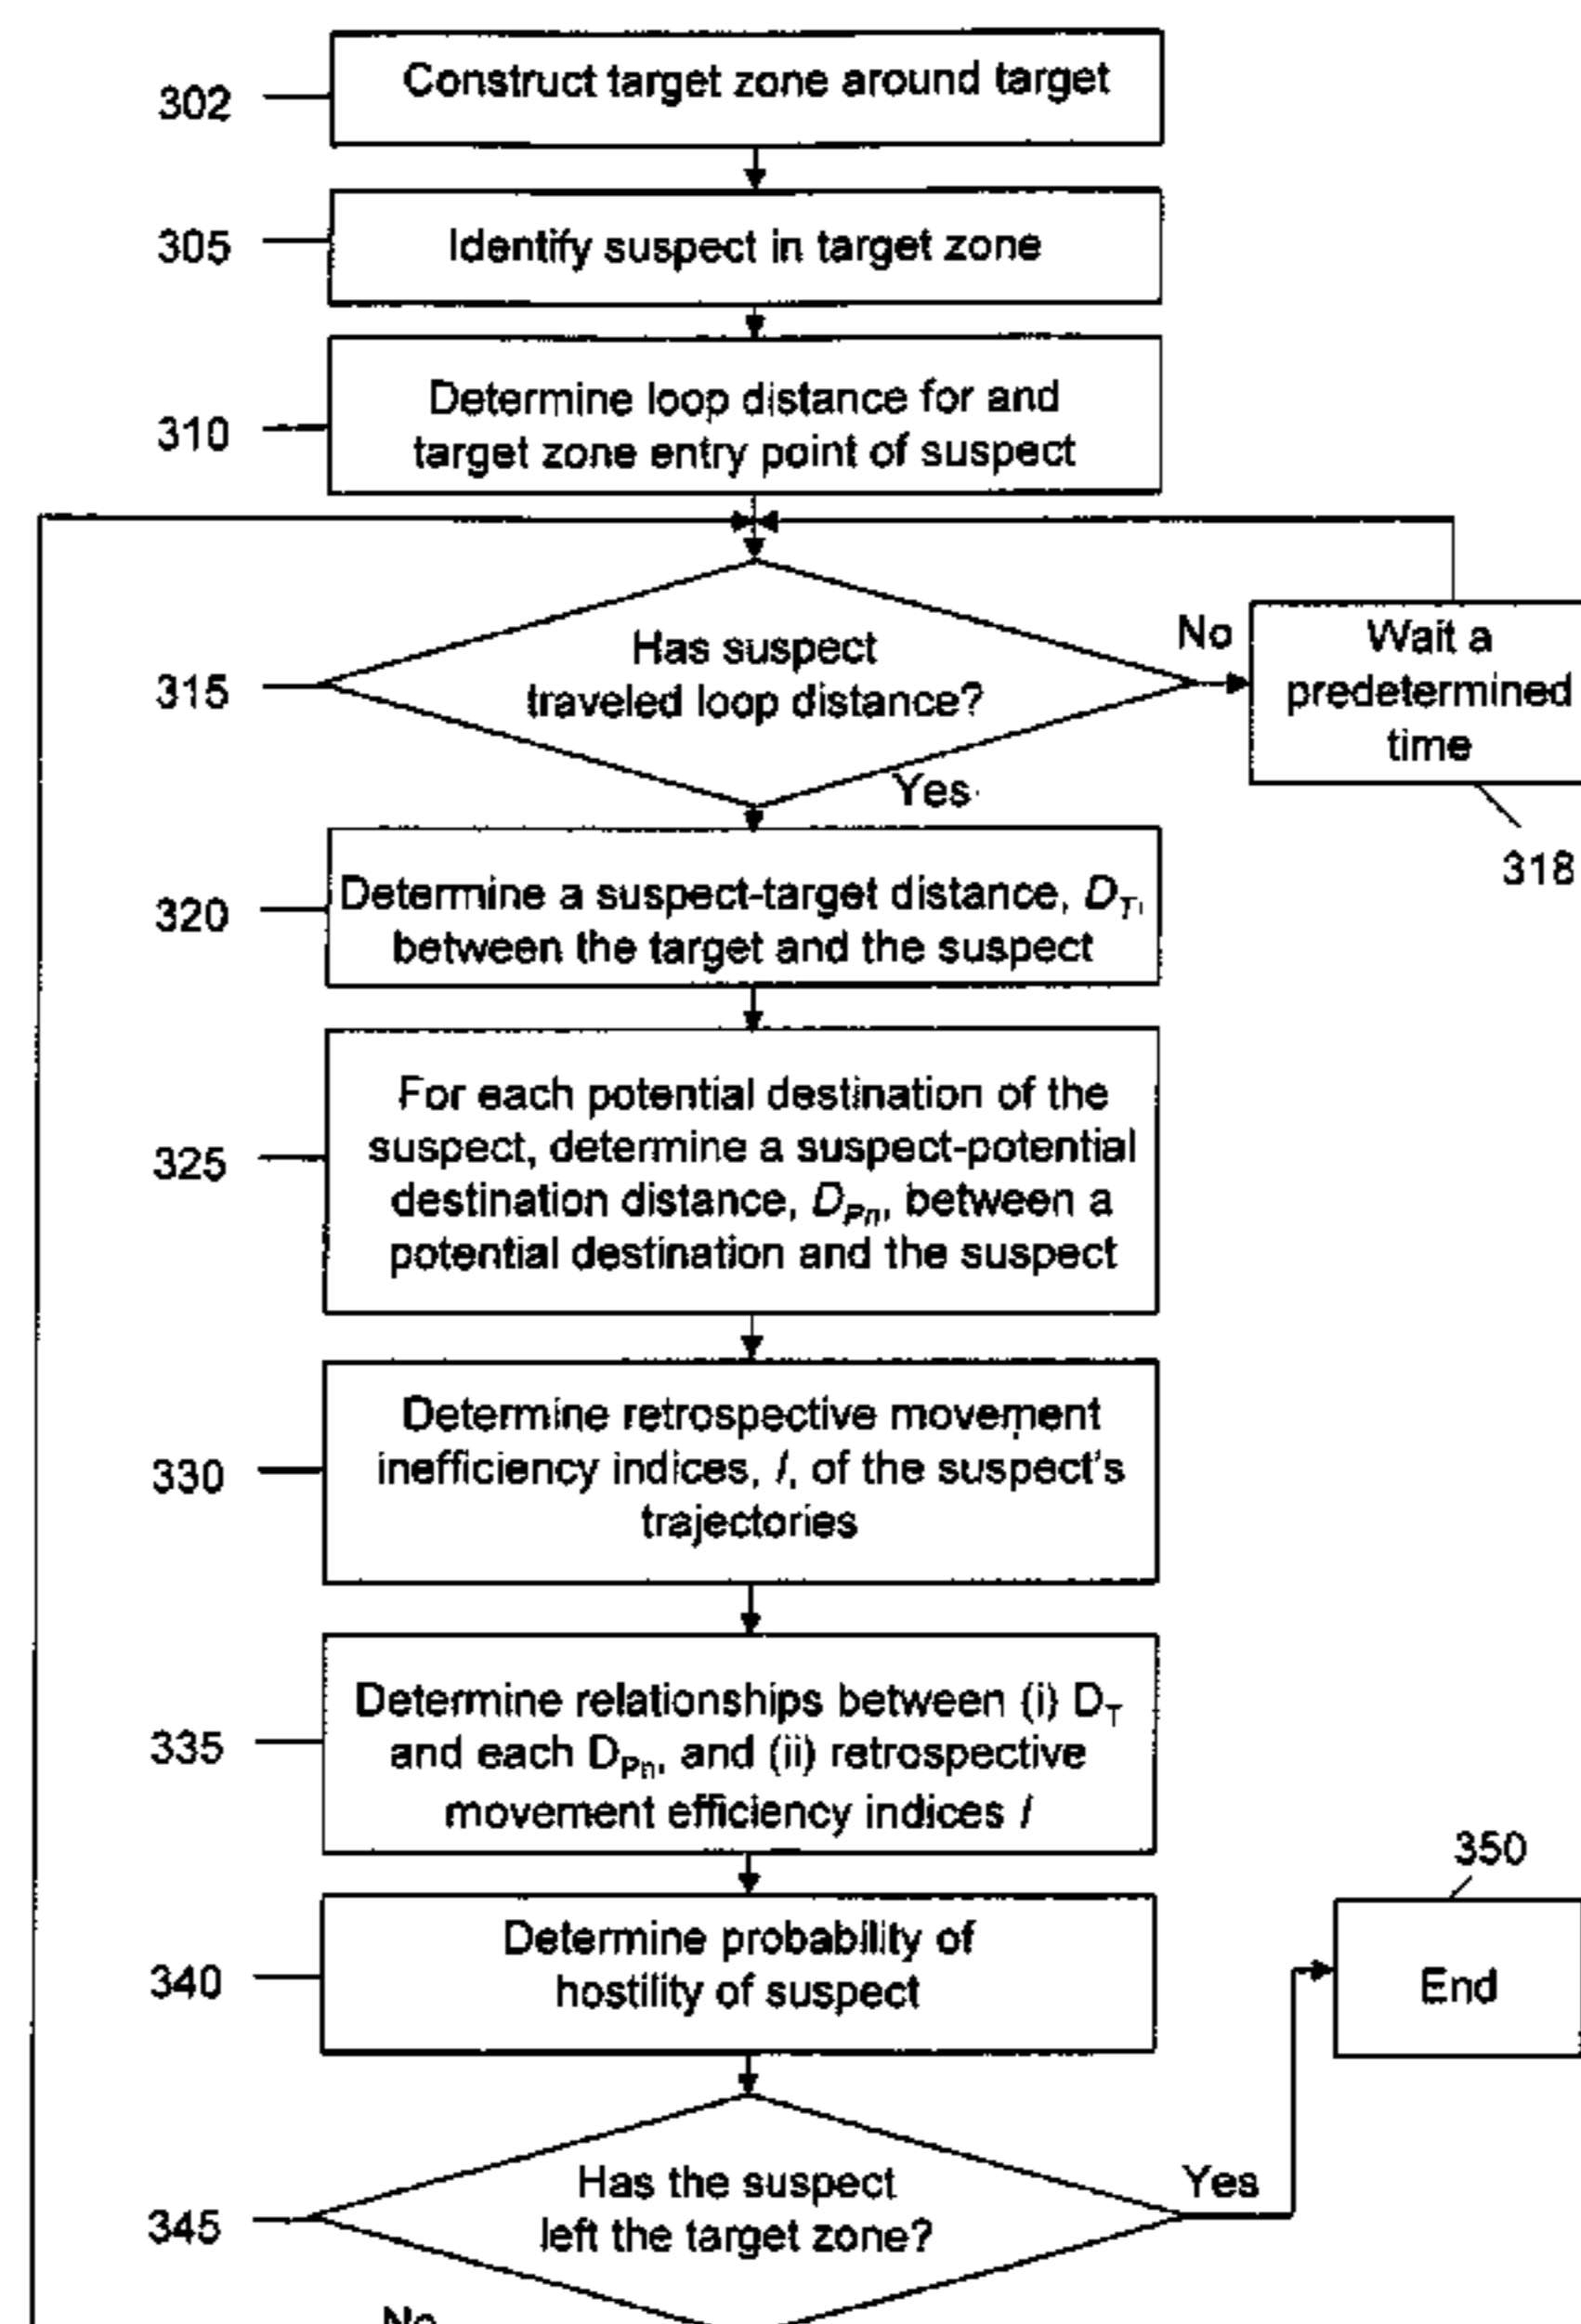 302
Construct target zone around target
305
Identify suspect in target zone
310
Determine loop distance for and
target zone entry point of suspect
315
Has suspect
traveled loop distance?
No
Wait a
predetermined
time
318
Yes
320
Determine a suspect-target distance, D_T,
between the target and the suspect
325
For each potential destination of the
suspect, determine a suspect-potential
destination distance, D_Pn, between a
potential destination and the suspect
330
Determine retrospective movement
inefficiency indices, I, of the suspect's
trajectories
335
Determine relationships between (i) D_T
and each D_Pn, and (ii) retrospective
movement efficiency indices I
340
Determine probability of
hostility of suspect
350
End
345
Has the suspect
left the target zone?
Yes
No